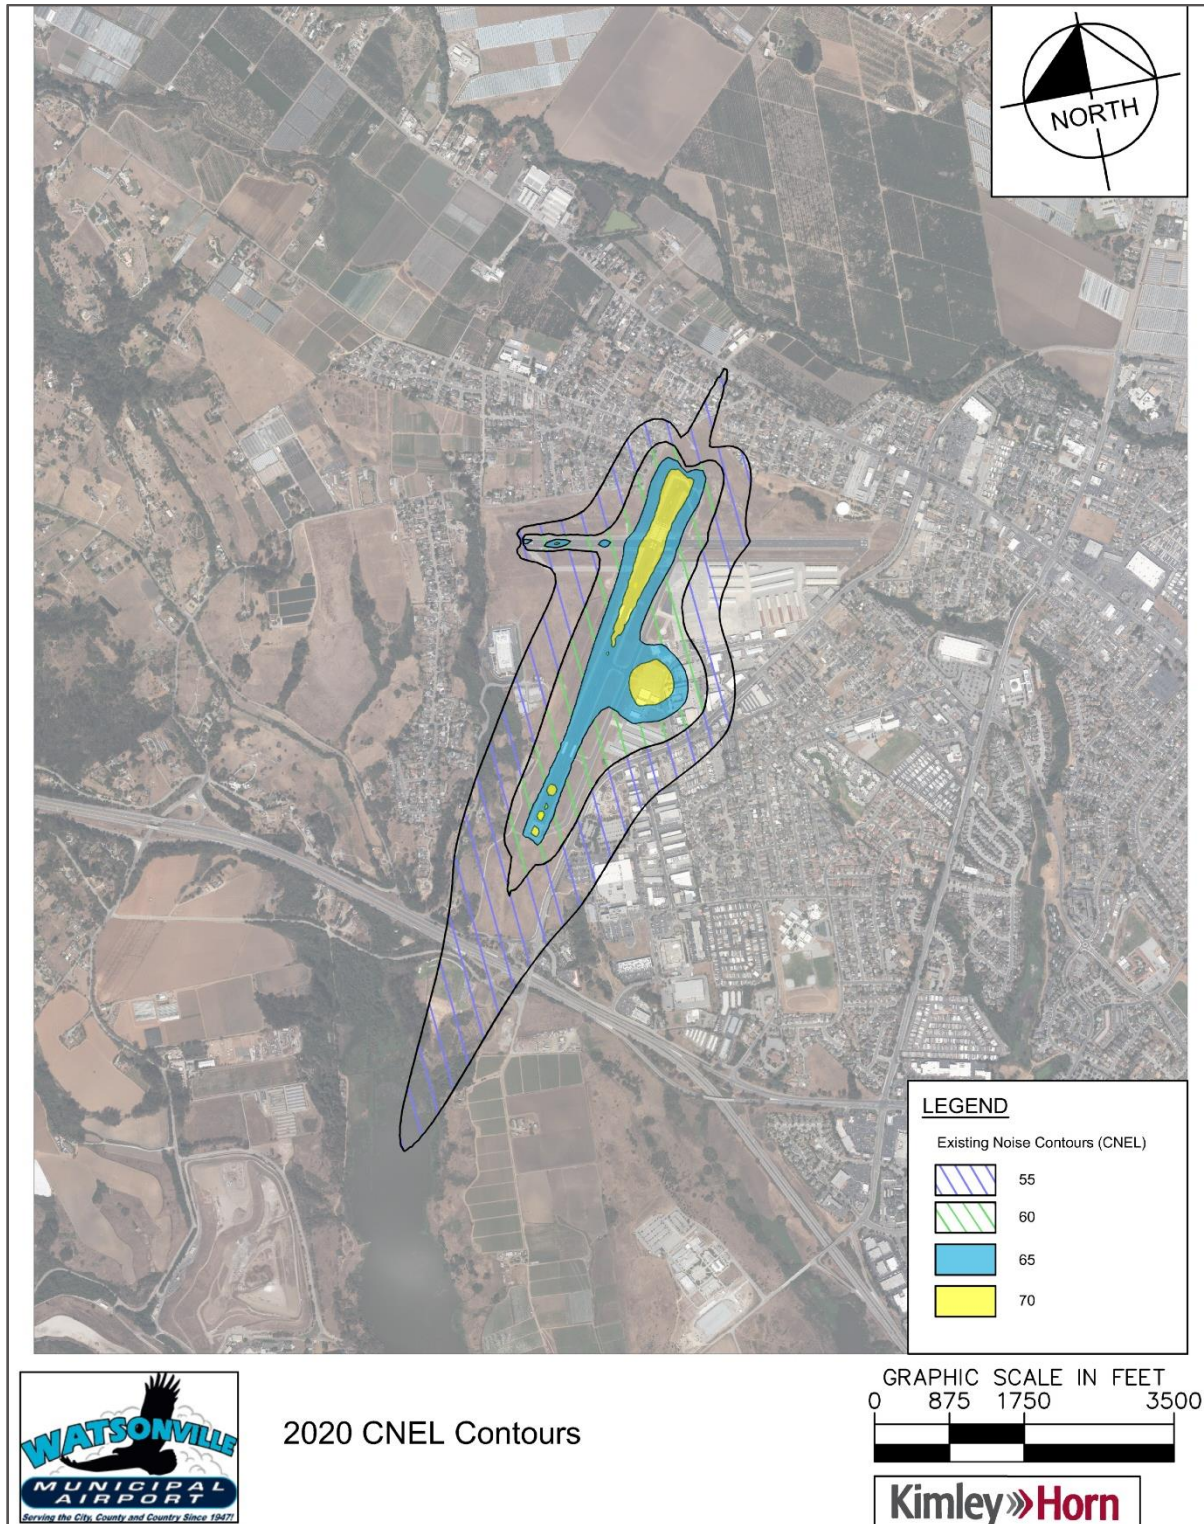 NORTH
LEGEND
Existing Noise Contours (CNEL)
55
60
65
70
WATSONVILLE
MUNICIPAL
AIRPORT
Serving the City, County and Country Since 1947!
2020 CNEL Contours
GRAPHIC SCALE IN FEET
0 875 1750 3500
Kimley»Horn